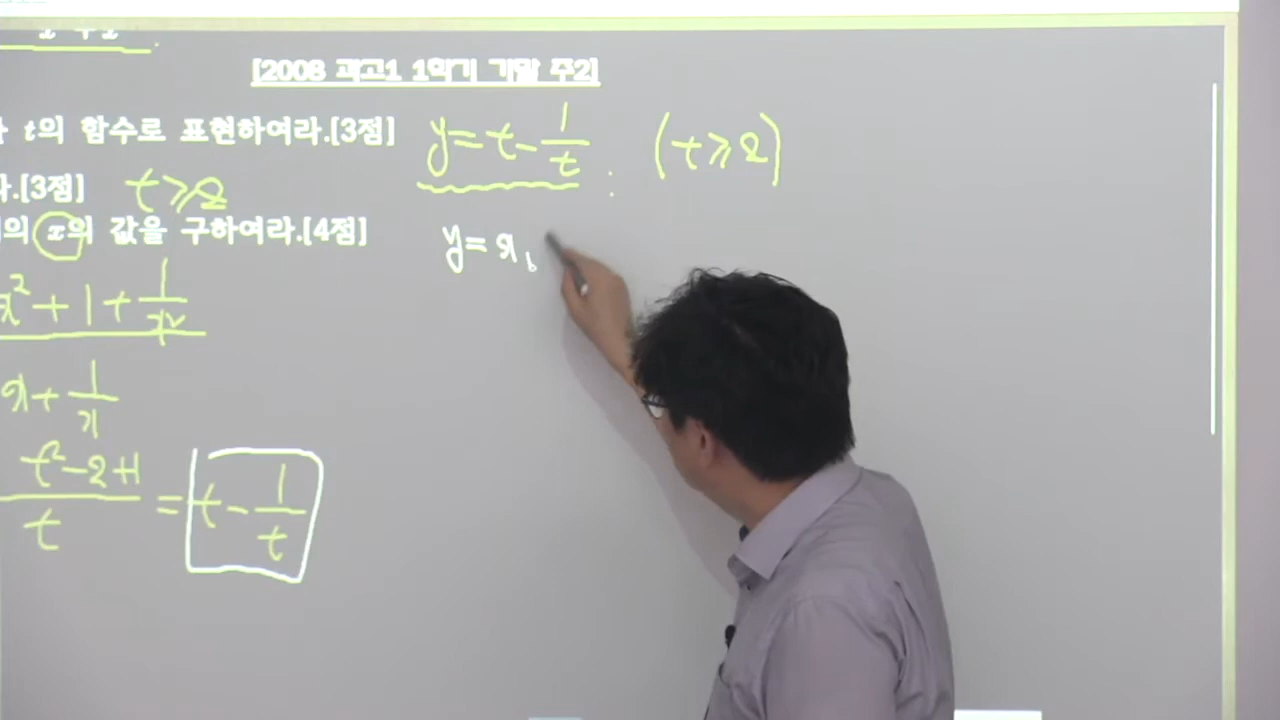 [2008 과고1 1학기 기말 주2]
t의 함수로 표현하여라.[3점]
y=t-1/t (t≥2)
.[3점] t≥2
의 x의 값을 구하여라.[4점]
y=x
x²+1+1/x²
x+1/x
t²-2+1/t = t-1/t